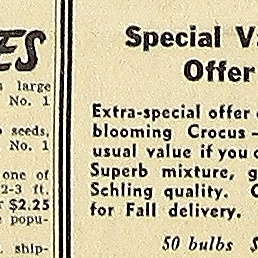 ES
large
No. 1
seeds,
No. 1
one of
2-3 ft.
$2.25
popu-
ship-
Special
Offer
Extra-special offer
blooming Crocus—
usual value if you
Superb mixture,
Schling quality.
for Fall delivery.
50 bulbs